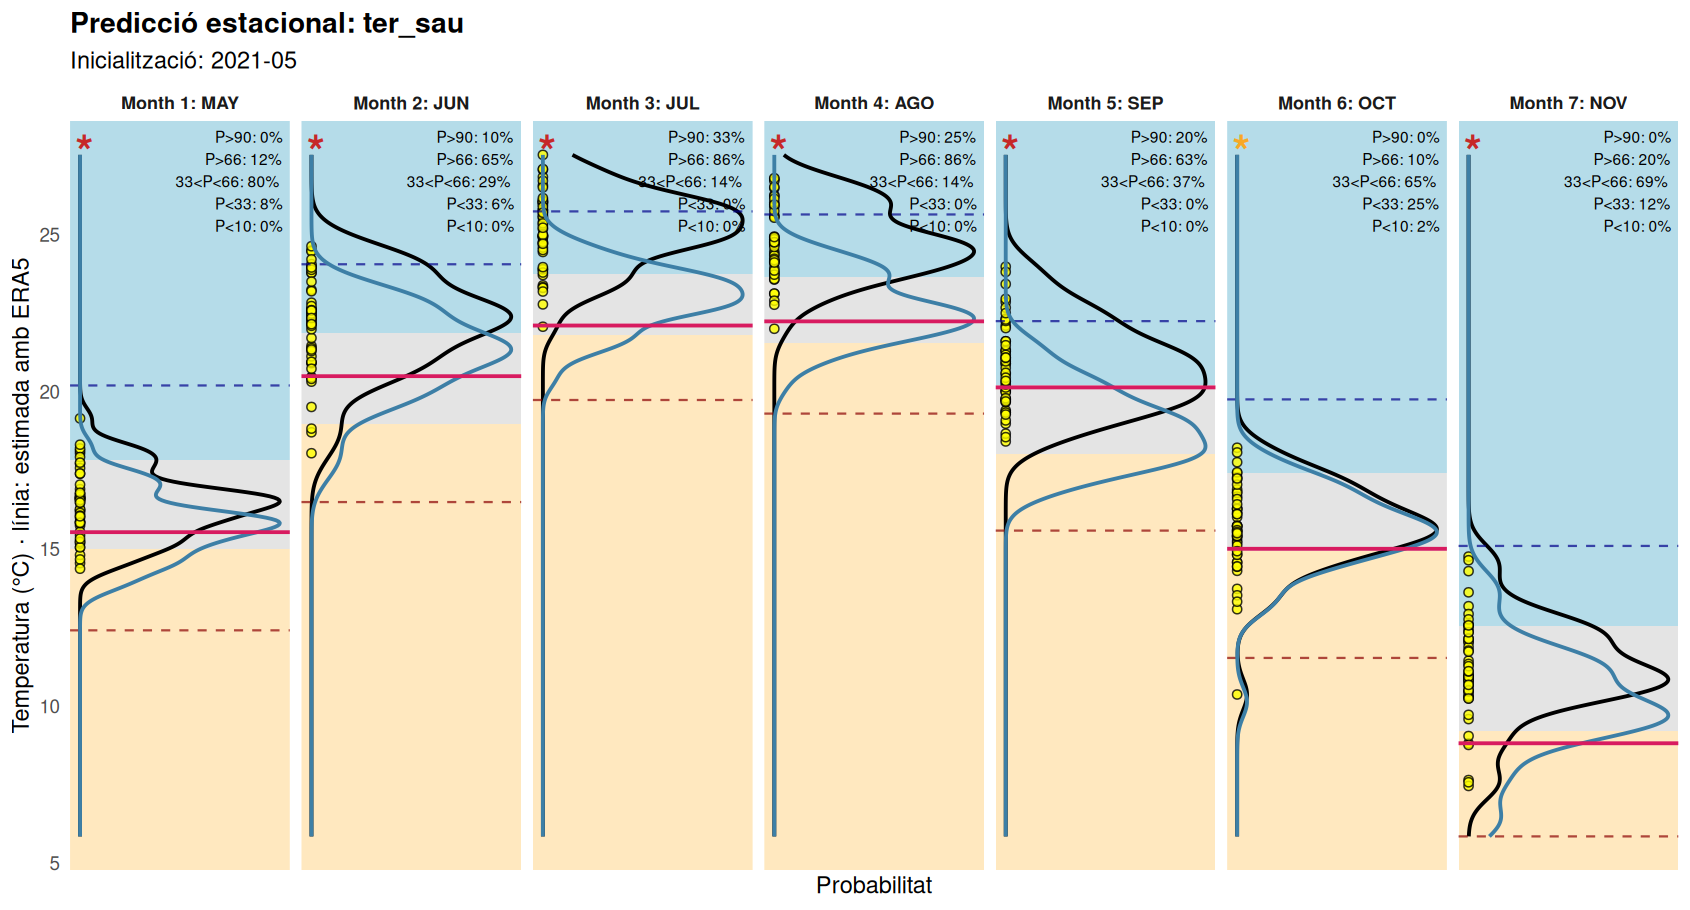 Predicció estacional: ter_sau
Inicialització: 2021-05
Month 1: MAY
Month 2: JUN
Month 3: JUL
Month 4: AGO
Month 5: SEP
Month 6: OCT
Month 7: NOV
P>90: 0%
P>66: 12%
33<P<66: 80%
P<33: 8%
P<10: 0%
P>90: 10%
P>66: 65%
33<P<66: 29%
P<33: 6%
P<10: 0%
P>90: 33%
P>66: 86%
33<P<66: 14%
P<33: 0%
P<10: 0%
P>90: 25%
P>66: 86%
33<P<66: 14%
P<33: 0%
P<10: 0%
P>90: 20%
P>66: 63%
33<P<66: 37%
P<33: 0%
P<10: 0%
P>90: 0%
P>66: 10%
33<P<66: 65%
P<33: 25%
P<10: 2%
P>90: 0%
P>66: 20%
33<P<66: 69%
P<33: 12%
P<10: 0%
25
20
15
10
5
Temperatura (°C) · línia: estimada amb ERA5
Probabilitat